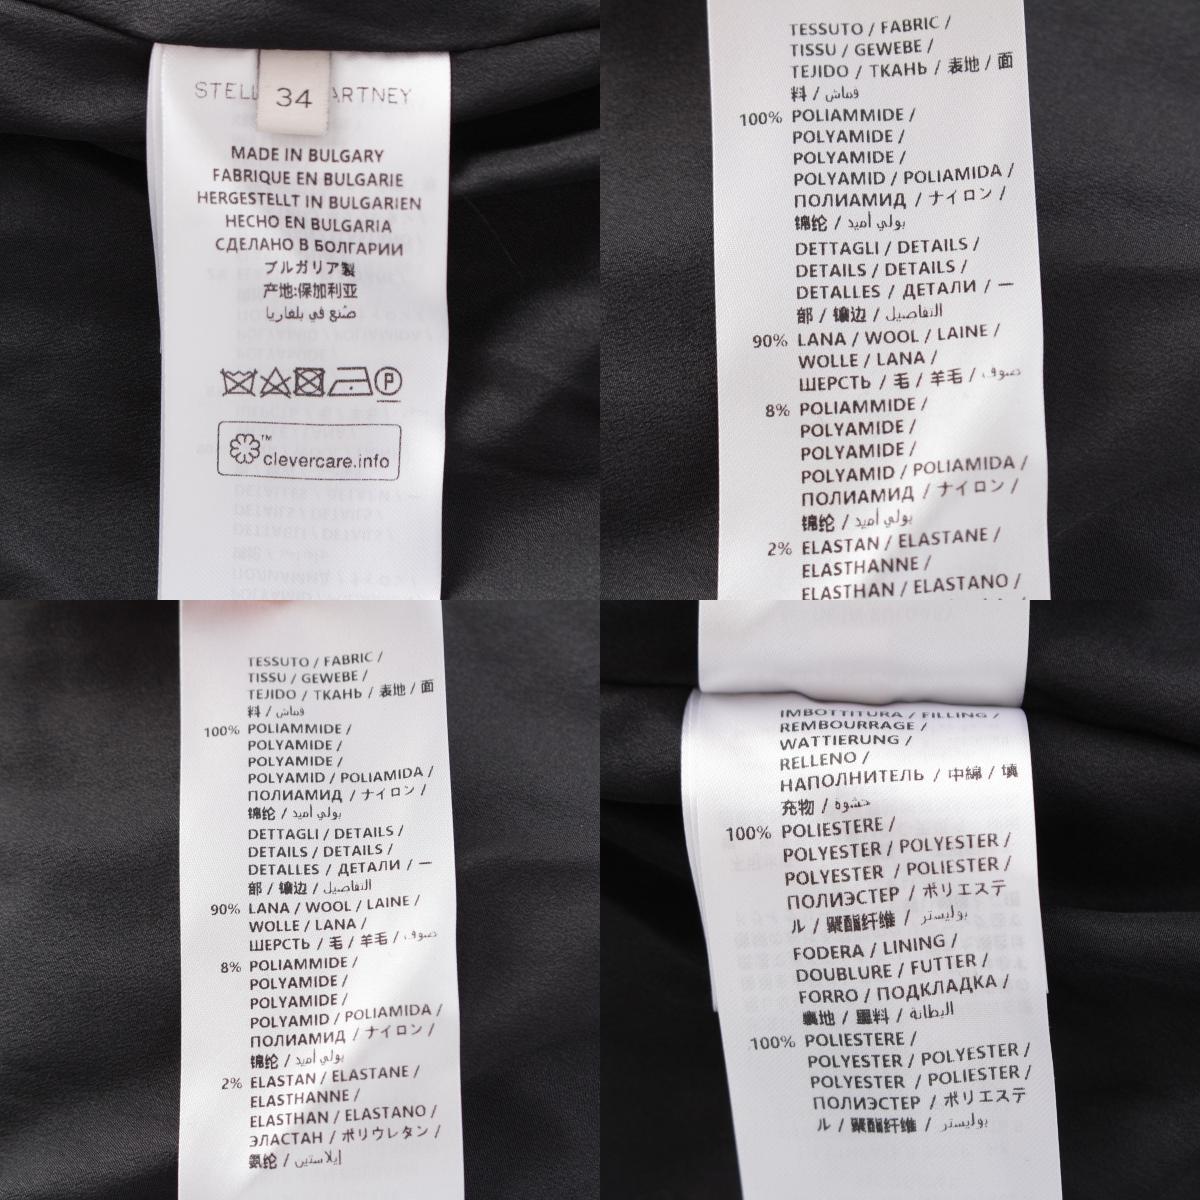 34
MADE IN BULGARY
FABRIQUE EN BULGARIE
HERGESTELLT IN BULGARIEN
HECHO EN BULGARIA
СДЕЛАНО В БОЛГАРИИ
ブルガリア製
产地:保加利亚
صُنع في بلغاريا
P
clevercare.info™
TESSUTO / FABRIC /
TISSU / GEWEBE /
TEJIDO / ТКАНЬ / 表地 / 面
料 / قماش
100% POLIAMMIDE /
POLYAMIDE /
POLYAMIDE /
POLYAMID / POLIAMIDA /
ПОЛИАМИД / ナイロン /
锦纶 / بولي أميد
DETTAGLI / DETAILS /
DETAILS / DETAILS /
DETALLES / ДЕТАЛИ / 一
部 / 镶边 / التفاصيل
90% LANA / WOOL / LAINE /
WOLLE / LANA /
ШЕРСТЬ / 毛 / 羊毛 / صوف
8% POLIAMMIDE /
POLYAMIDE /
POLYAMIDE /
POLYAMID / POLIAMIDA /
ПОЛИАМИД / ナイロン /
锦纶 / بولي أميد
2% ELASTAN / ELASTANE /
ELASTHANNE /
ELASTHAN / ELASTANO /
TESSUTO / FABRIC /
TISSU / GEWEBE /
TEJIDO / ТКАНЬ / 表地 / 面
料 / قماش
100% POLIAMMIDE /
POLYAMIDE /
POLYAMIDE /
POLYAMID / POLIAMIDA /
ПОЛИАМИД / ナイロン /
锦纶 / بولي أميد
DETTAGLI / DETAILS /
DETAILS / DETAILS /
DETALLES / ДЕТАЛИ / 一
部 / 镶边 / التفاصيل
90% LANA / WOOL / LAINE /
WOLLE / LANA /
ШЕРСТЬ / 毛 / 羊毛 / صوف
8% POLIAMMIDE /
POLYAMIDE /
POLYAMIDE /
POLYAMID / POLIAMIDA /
ПОЛИАМИД / ナイロン /
锦纶 / بولي أميد
2% ELASTAN / ELASTANE /
ELASTHANNE /
ELASTHAN / ELASTANO /
ЭЛАСТАН / ポリウレタン /
氨纶 / إيلاستين
IMBOTTITURA / FILLING /
REMBOURRAGE /
WATTIERUNG /
RELLENO /
НАПОЛНИТЕЛЬ / 中綿 / 填
充物 / حشوة
100% POLIESTERE /
POLYESTER / POLYESTER /
POLYESTER / POLIESTER /
ПОЛИЭСТЕР / ポリエステ
ル / 聚酯纤维 / بوليستر
FODERA / LINING /
DOUBLURE / FUTTER /
FORRO / ПОДКЛАДКА /
裏地 / 里料 / البطانة
100% POLIESTERE /
POLYESTER / POLYESTER /
POLYESTER / POLIESTER /
ПОЛИЭСТЕР / ポリエステ
ル / 聚酯纤维 / بوليستر